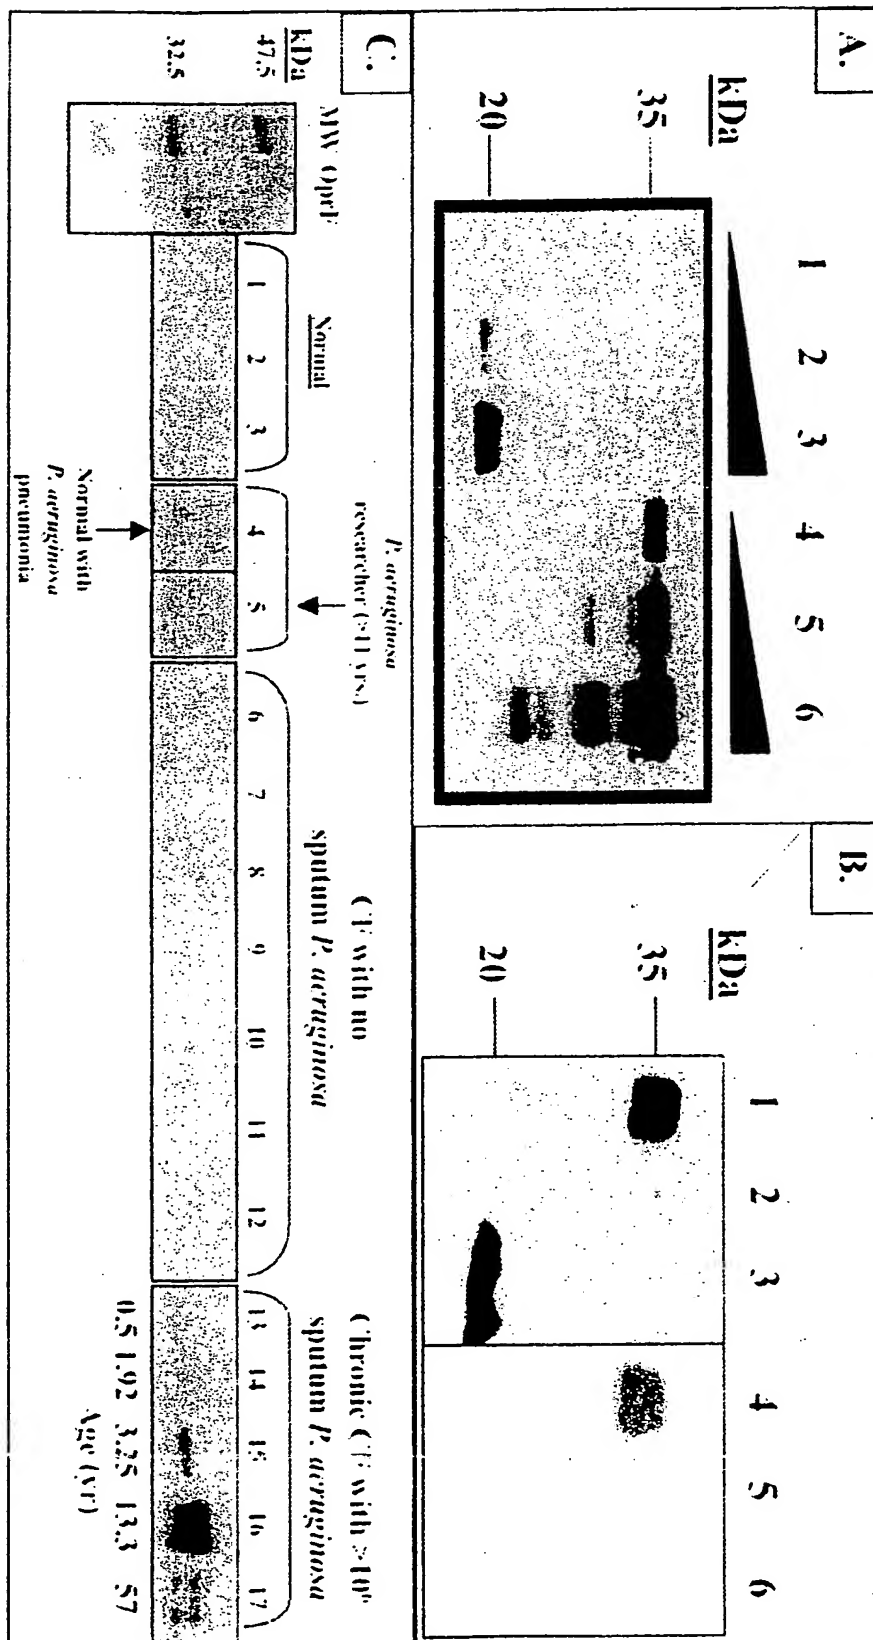 A.
kDa
35
20
1 2 3 4 5 6
B.
kDa
35
20
1 2 3 4 5 6
C.
kDa
47.5
32.5
MW OprF
Normal
P. aeruginosa
researcher (>11 yrs.)
CF with no
sputum P. aeruginosa
Chronic CF with >10⁶
sputum P. aeruginosa
1 2 3 4 5 6 7 8 9 10 11 12 13 14 15 16 17
Normal with
P. aeruginosa
pneumonia
0.5 1.92 3.25 13.3 57
Age (yr)